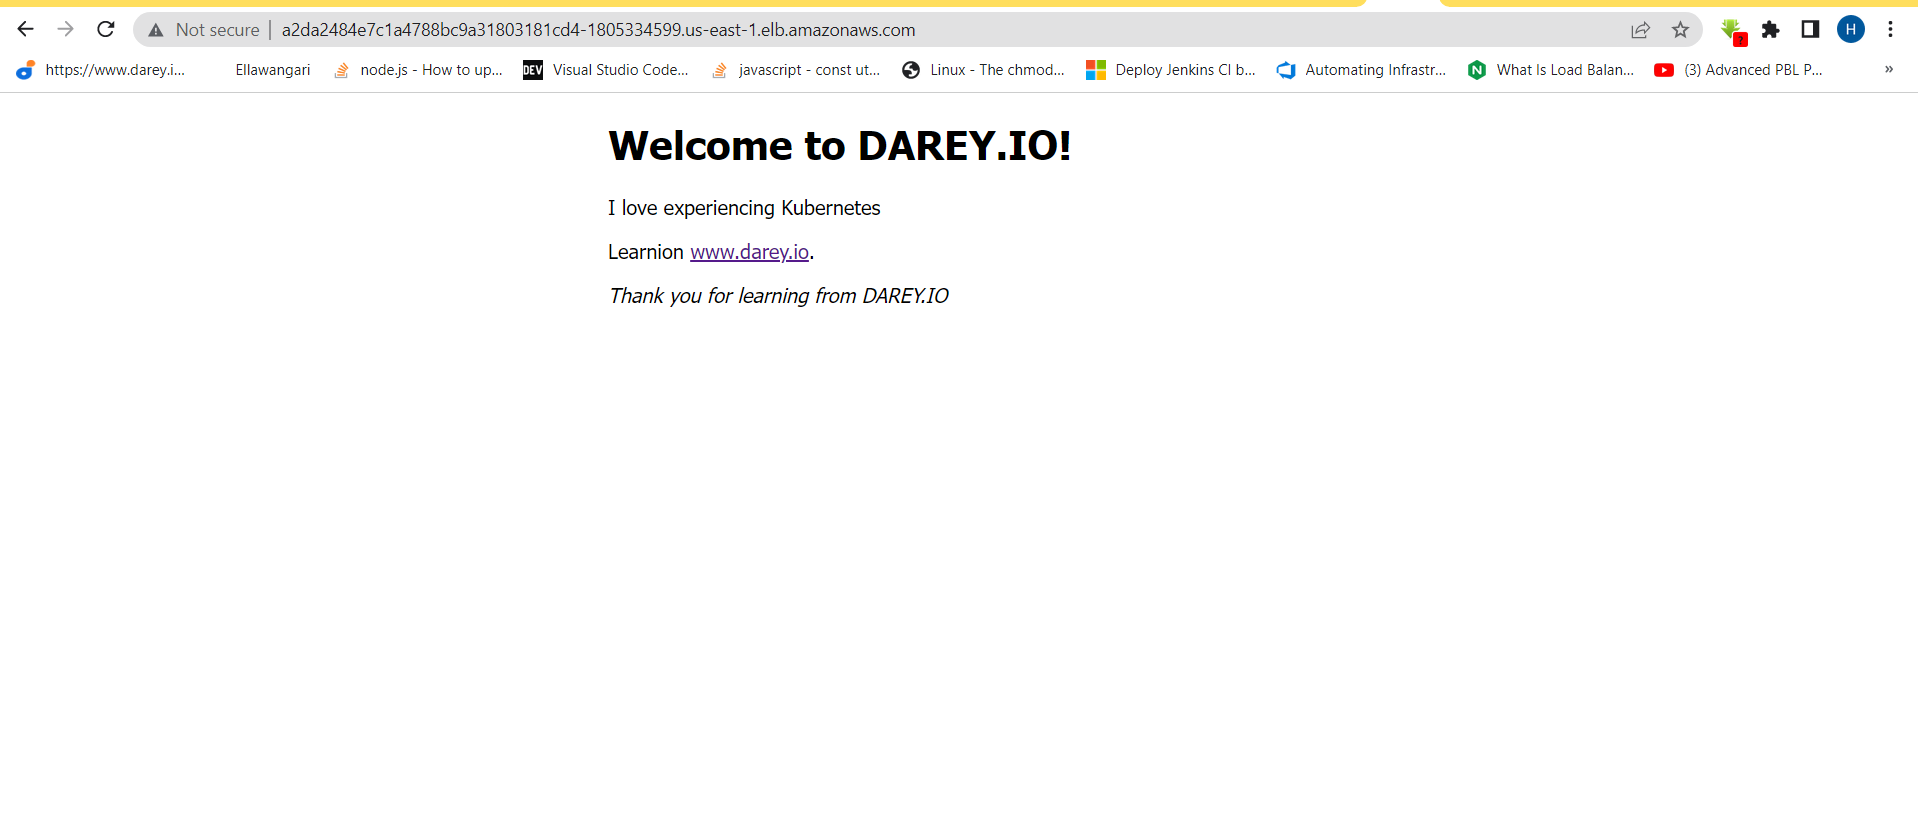 Not secure | a2da2484e7c1a4788bc9a31803181cd4-1805334599.us-east-1.elb.amazonaws.com
H
https://www.darey.i... Ellawangari node.js - How to up... DEV Visual Studio Code... javascript - const ut... Linux - The chmod... Deploy Jenkins CI b... Automating Infrastr... N What Is Load Balan... (3) Advanced PBL P... »
Welcome to DAREY.IO!
I love experiencing Kubernetes
Learnion www.darey.io.
Thank you for learning from DAREY.IO